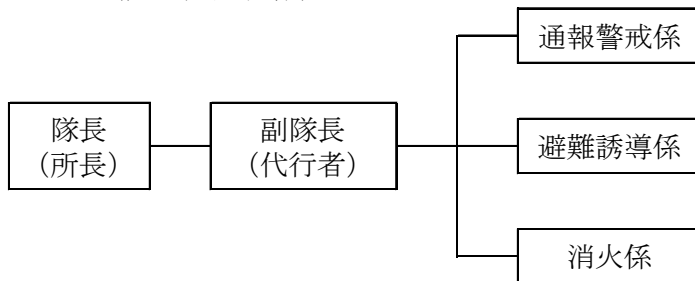 隊長
（所長）
副隊長
（代行者）
通報警戒係
避難誘導係
消火係